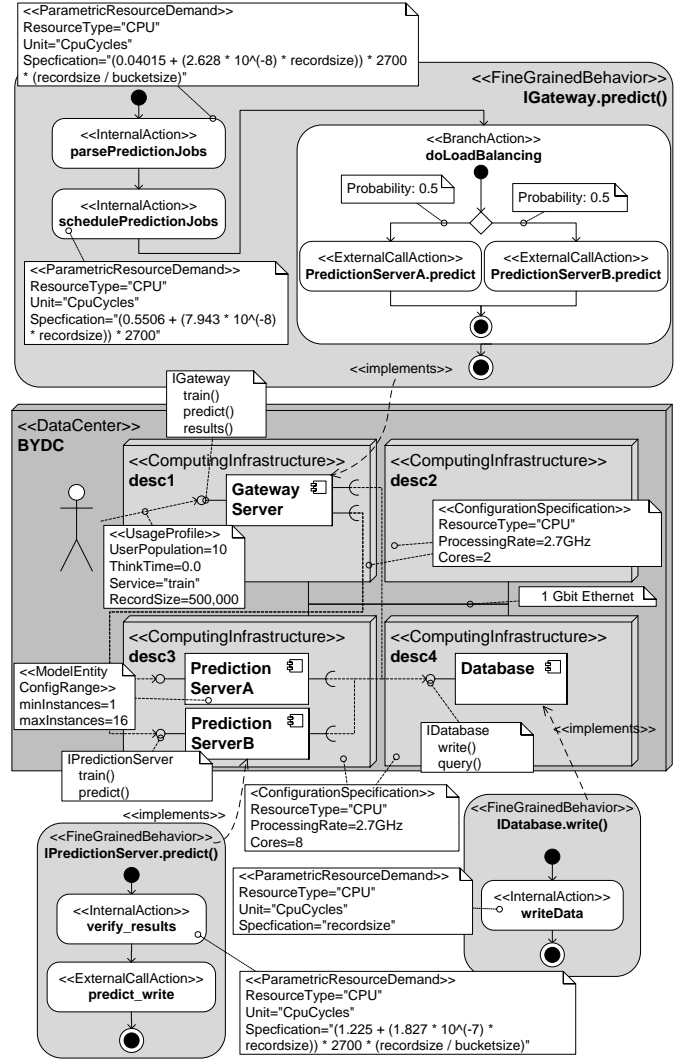 <<ParametricResourceDemand>>
ResourceType="CPU"
Unit="CpuCycles"
Specfication="(0.04015 + (2.628 * 10^(-8) * recordsize)) * 2700
* (recordsize / bucketsize)"
<<FineGrainedBehavior>>
IGateway.predict()
<<InternalAction>>
parsePredictionJobs
<<BranchAction>>
doLoadBalancing
Probability: 0.5
Probability: 0.5
<<InternalAction>>
schedulePredictionJobs
<<ExternalCallAction>>
PredictionServerA.predict
<<ExternalCallAction>>
PredictionServerB.predict
<<ParametricResourceDemand>>
ResourceType="CPU"
Unit="CpuCycles"
Specfication="(0.5506 + (7.943 * 10^(-8)
* recordsize)) * 2700"
<<implements>>
IGateway
train()
predict()
results()
<<DataCenter>>
BYDC
<<ComputingInfrastructure>>
desc1
Gateway
Server
<<ComputingInfrastructure>>
desc2
<<ConfigurationSpecification>>
ResourceType="CPU"
ProcessingRate=2.7GHz
Cores=2
<<UsageProfile>>
UserPopulation=10
ThinkTime=0.0
Service="train"
RecordSize=500,000
1 Gbit Ethernet
<<ComputingInfrastructure>>
desc3
Prediction
ServerA
Prediction
ServerB
<<ComputingInfrastructure>>
desc4
Database
<<ModelEntity
ConfigRange>>
minInstances=1
maxInstances=16
IDatabase
write()
query()
<<implements>>
IPredictionServer
train()
predict()
<<implements>>
<ConfigurationSpecification>>
ResourceType="CPU"
ProcessingRate=2.7GHz
Cores=8
<<FineGrainedBehavior>>
IDatabase.write()
<<InternalAction>>
writeData
<<FineGrainedBehavior>>
IPredictionServer.predict()
<<InternalAction>>
verify_results
<<ExternalCallAction>>
predict_write
<<ParametricResourceDemand>>
ResourceType="CPU"
Unit="CpuCycles"
Specfication="recordsize"
<<ParametricResourceDemand>>
ResourceType="CPU"
Unit="CpuCycles"
Specfication="(1.225 + (1.827 * 10^(-7) *
recordsize)) * 2700 * (recordsize / bucketsize)"